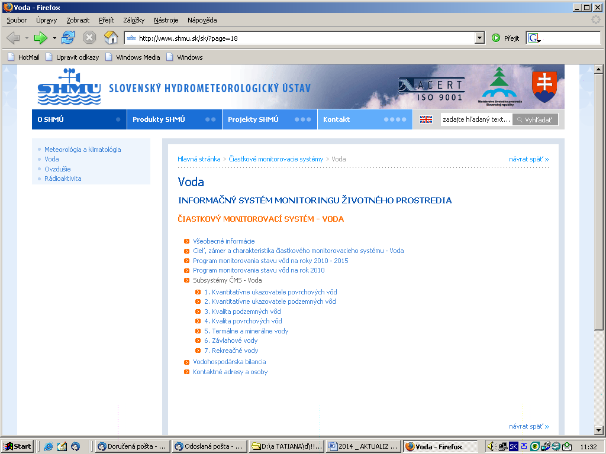 Voda - Firefox
Soubor Úpravy Zobrazit Přejít Záložky Nástroje Nápověda
http://www.shmu.sk/sk/?page=18 Přejít
HotMail Upravit odkazy Windows Media Windows
SHMÚ SLOVENSKÝ HYDROMETEOROLOGICKÝ ÚSTAV ACERT ISO 9001
O SHMÚ Produkty SHMÚ Projekty SHMÚ Kontakt zadajte hľadaný text... Vyhľadať
Meteorológia a klimatológia
Voda
Ovzdušie
Rádioaktivita
Hlavná stránka > Čiastkové monitorovacie systémy > Voda návrat späť »
Voda
INFORMAČNÝ SYSTÉM MONITORINGU ŽIVOTNÉHO PROSTREDIA
ČIASTKOVÝ MONITOROVACÍ SYSTÉM - VODA
Všeobecné informácie
Cieľ, zámer a charakteristika čiastkového monitorovacieho systému - Voda
Program monitorovania stavu vôd na roky 2010 - 2015
Program monitorovania stavu vôd na rok 2010
Subsystémy ČMS - Voda
1. Kvantitatívne ukazovatele povrchových vôd
2. Kvantitatívne ukazovatele podzemných vôd
3. Kvalita podzemných vôd
4. Kvalita povrchových vôd
5. Termálne a minerálne vody
6. Závlahové vody
7. Rekreačné vody
Vodohospodárska bilancia
Kontaktné adresy a osoby
návrat späť »
Start Doručená pošta - ... Odoslaná pošta - ... D:\(a TATIANA)d)!!... 2014 _ AKTUALIZ ... Voda - Firefox SK 11:32